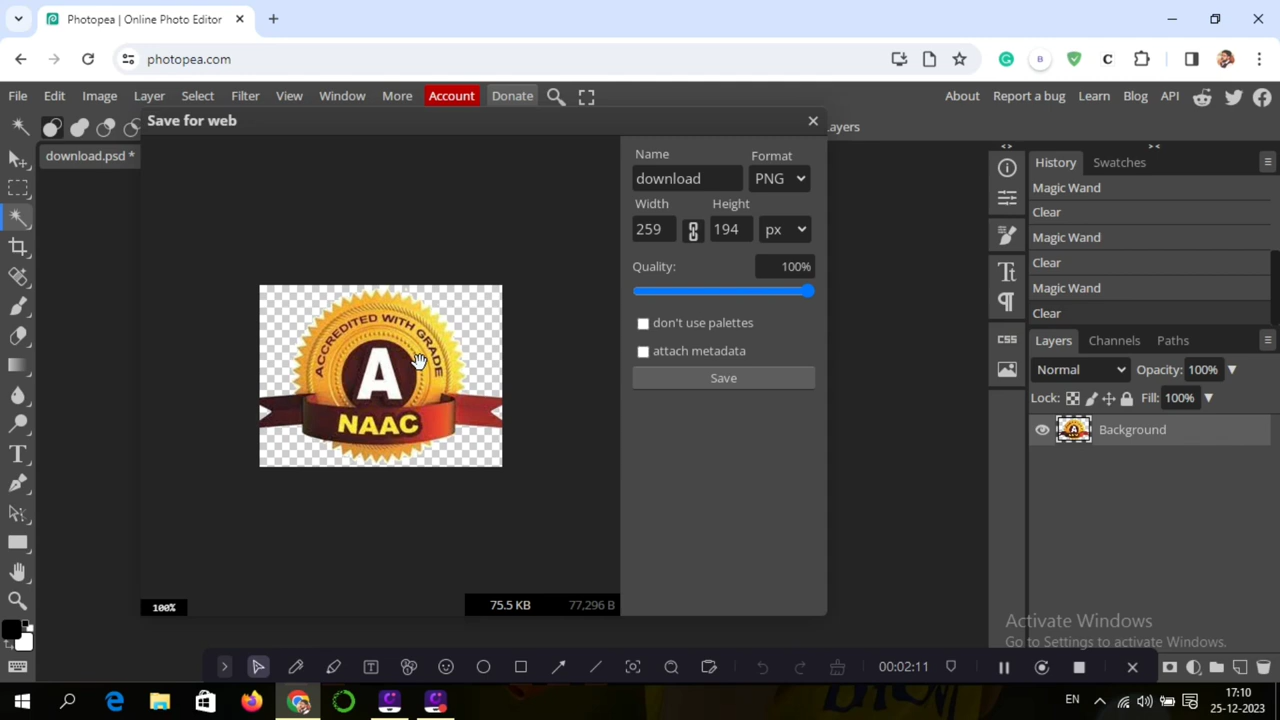 Photopea | Online Photo Editor
photopea.com
File Edit Image Layer Select Filter View Window More Account Donate
About Report a bug Learn Blog API
Save for web
ayers
download.psd *
Name
Format
download
PNG
Width
Height
259
194
px
Quality:
100%
don't use palettes
attach metadata
Save
ACCREDITED WITH GRADE
A
NAAC
100%
75.5 KB 77,296 B
History Swatches
Magic Wand
Clear
Magic Wand
Clear
Magic Wand
Clear
CSS
Layers Channels Paths
Normal Opacity: 100%
Lock: Fill: 100%
Background
Activate Windows
Go to Settings to activate Windows.
00:02:11
EN
17:10
25-12-2023